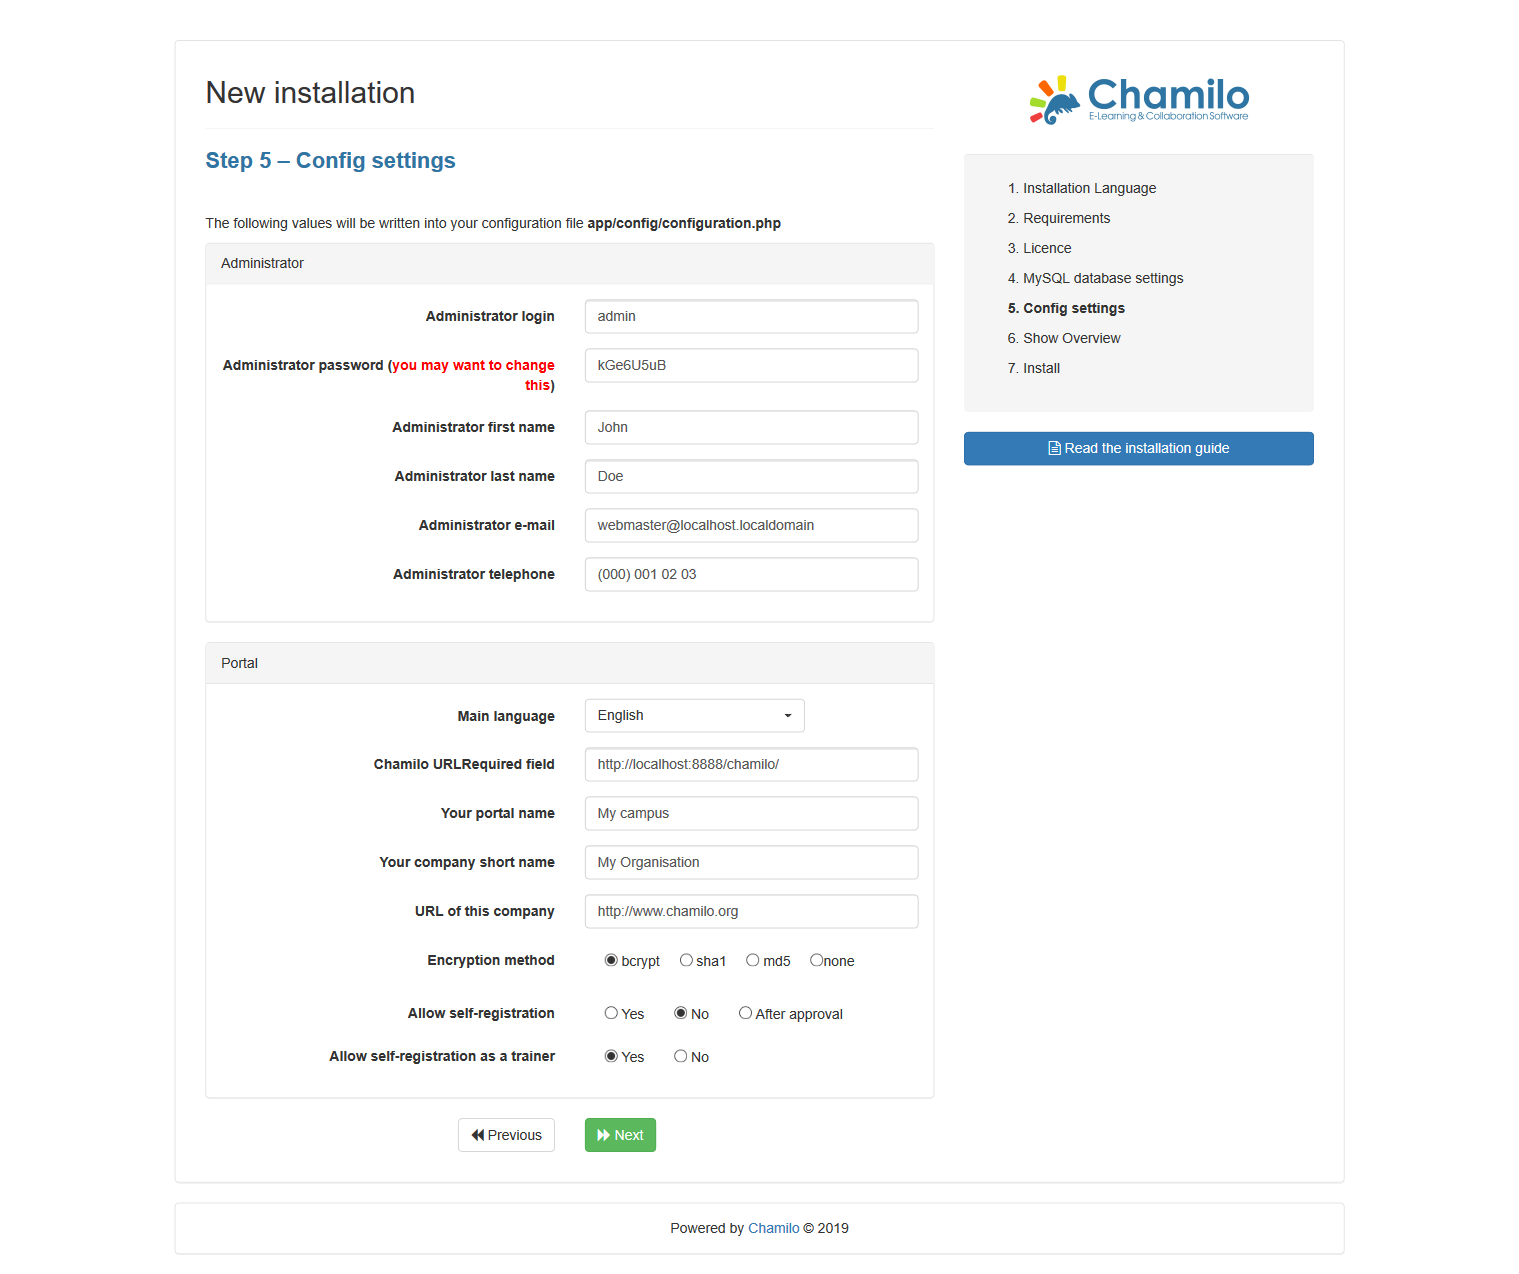 New installation
Chamilo
E-Learning & Collaboration Software
Step 5 – Config settings
The following values will be written into your configuration file app/config/configuration.php
Administrator
Administrator login
admin
Administrator password (you may want to change
this)
kGe6U5uB
Administrator first name
John
Administrator last name
Doe
Administrator e-mail
webmaster@localhost.localdomain
Administrator telephone
(000) 001 02 03
Portal
Main language
English
Chamilo URLRequired field
http://localhost:8888/chamilo/
Your portal name
My campus
Your company short name
My Organisation
URL of this company
http://www.chamilo.org
Encryption method
bcrypt sha1 md5 none
Allow self-registration
Yes No After approval
Allow self-registration as a trainer
Yes No
Previous
Next
1. Installation Language
2. Requirements
3. Licence
4. MySQL database settings
5. Config settings
6. Show Overview
7. Install
Read the installation guide
Powered by Chamilo © 2019